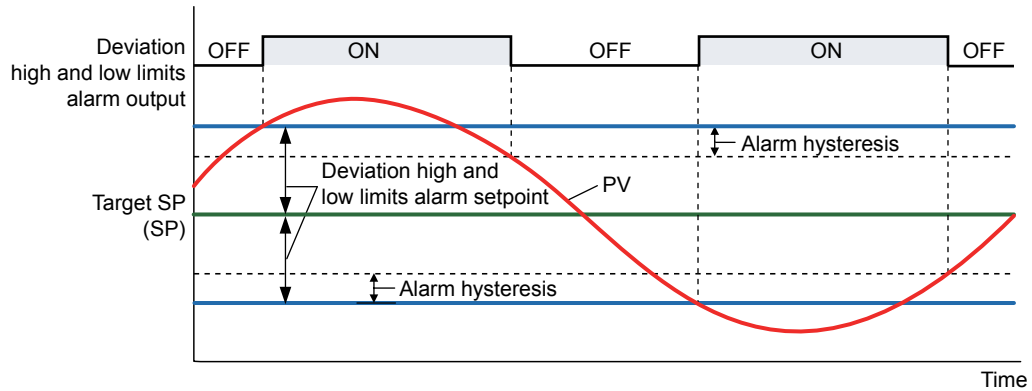 Deviation
high and low limits
alarm output
OFF
ON
OFF
ON
OFF
Alarm hysteresis
Deviation high and
low limits alarm setpoint
PV
Target SP
(SP)
Alarm hysteresis
Time